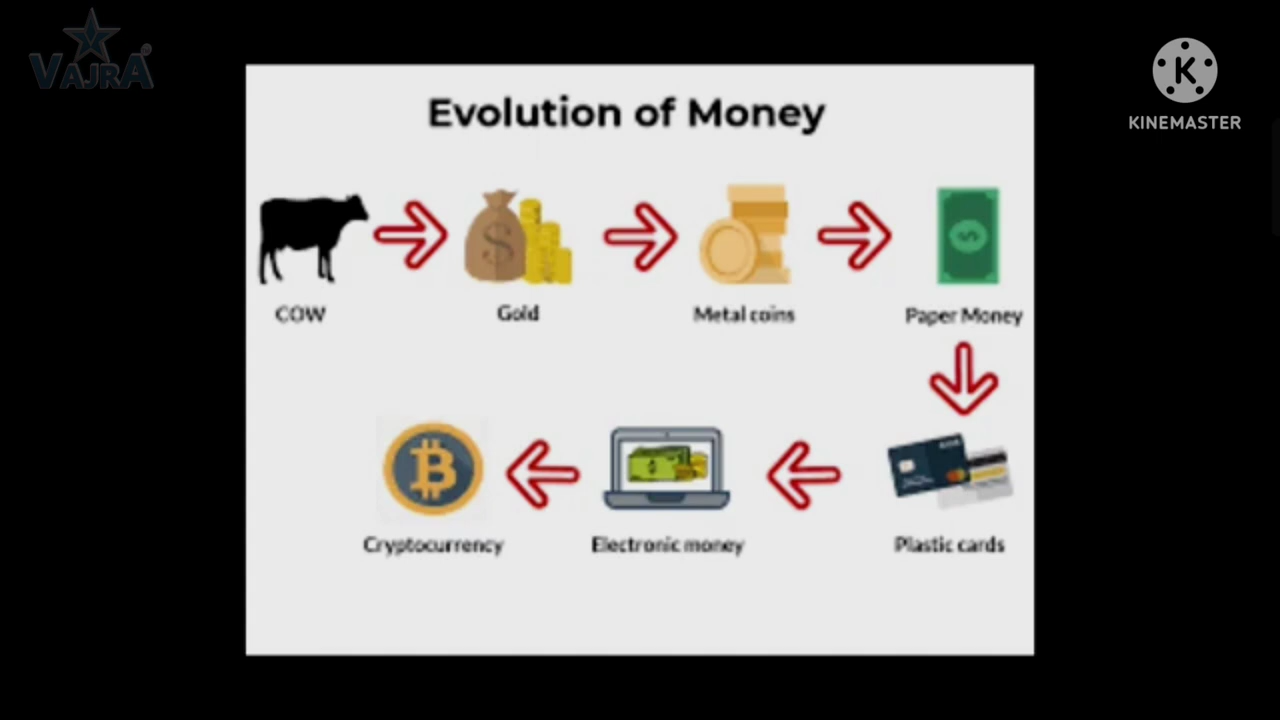 VAJRA
KINEMASTER
Evolution of Money
COW
Gold
Metal coins
Paper Money
Cryptocurrency
Electronic money
Plastic cards